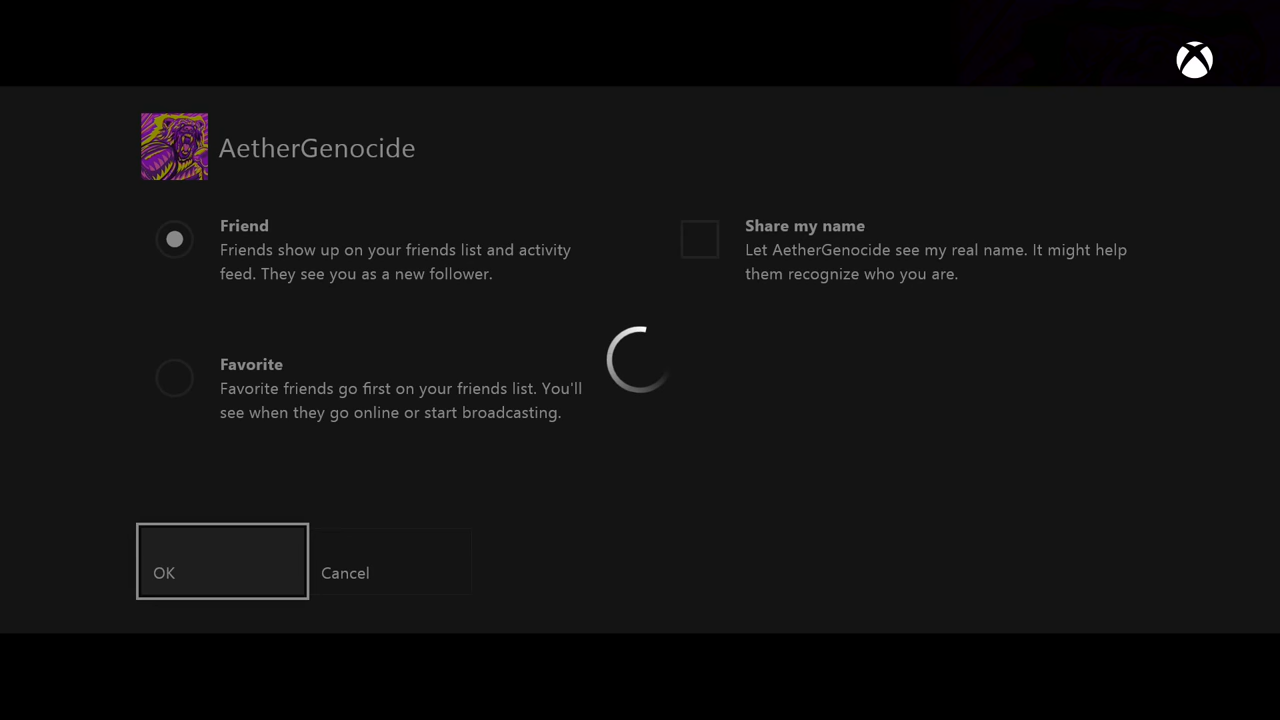 AetherGenocide
Friend
Friends show up on your friends list and activity
feed. They see you as a new follower.
Share my name
Let AetherGenocide see my real name. It might help
them recognize who you are.
Favorite
Favorite friends go first on your friends list. You'll
see when they go online or start broadcasting.
OK
Cancel